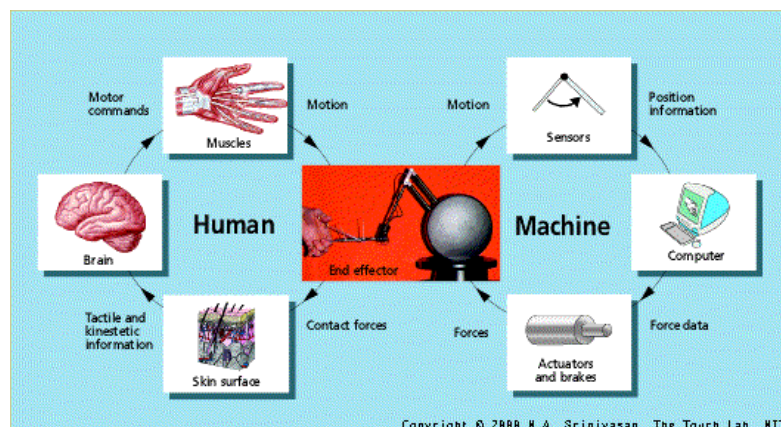 Motor
commands
Muscles
Motion
Motion
Sensors
Position
information
Brain
Human
End effector
Machine
Computer
Tactile and
kinestetic
information
Skin surface
Contact forces
Forces
Actuators
and brakes
Force data
Copyright © 2000 M.A. Srinivasan, The Touch Lab, MIT